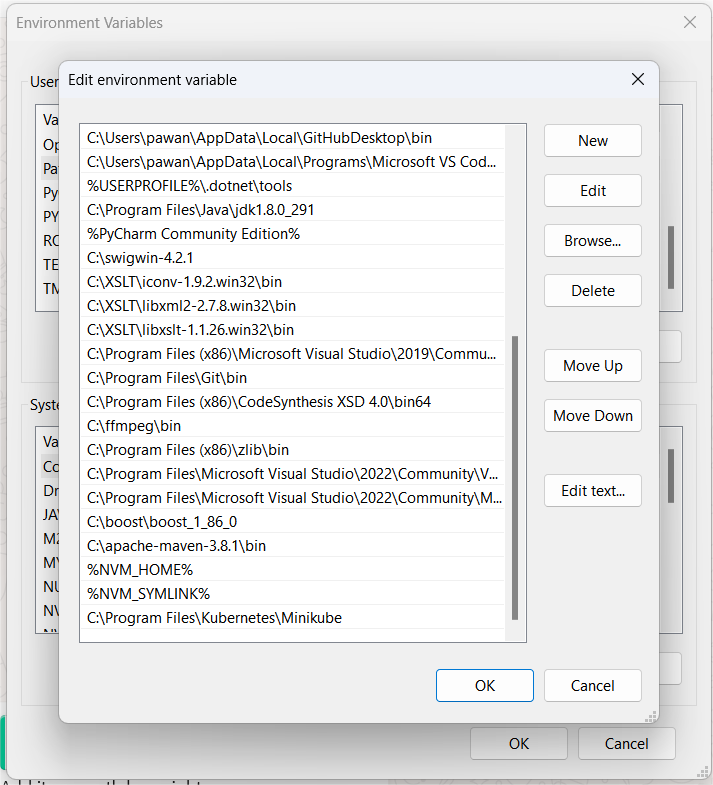 Environment Variables
Edit environment variable
User
Va
Op
Pa
Py
PY
RO
TE
TM
C:\Users\pawan\AppData\Local\GitHubDesktop\bin
C:\Users\pawan\AppData\Local\Programs\Microsoft VS Cod...
%USERPROFILE%\.dotnet\tools
C:\Program Files\Java\jdk1.8.0_291
%PyCharm Community Edition%
C:\swigwin-4.2.1
C:\XSLT\iconv-1.9.2.win32\bin
C:\XSLT\libxml2-2.7.8.win32\bin
C:\XSLT\libxslt-1.1.26.win32\bin
C:\Program Files (x86)\Microsoft Visual Studio\2019\Commu...
C:\Program Files\Git\bin
C:\Program Files (x86)\CodeSynthesis XSD 4.0\bin64
C:\ffmpeg\bin
C:\Program Files (x86)\zlib\bin
C:\Program Files\Microsoft Visual Studio\2022\Community\V...
C:\Program Files\Microsoft Visual Studio\2022\Community\M...
C:\boost\boost_1_86_0
C:\apache-maven-3.8.1\bin
%NVM_HOME%
%NVM_SYMLINK%
C:\Program Files\Kubernetes\Minikube
New
Edit
Browse...
Delete
Move Up
Move Down
Edit text...
Syste
Va
Co
Dr
JA
M2
MY
NU
NV
OK
Cancel
OK
Cancel